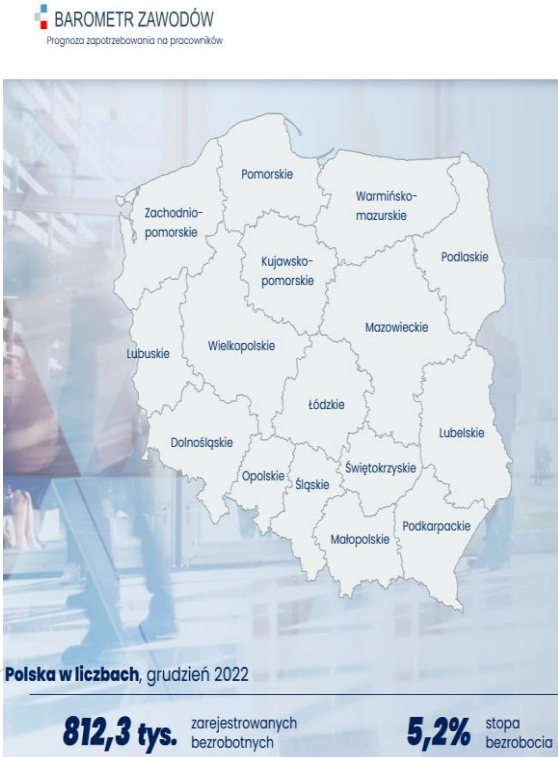 BAROMETR ZAWODÓW
Prognoza zapotrzebowania na pracowników
Pomorskie
Warmińsko-
mazurskie
Zachodnio-
pomorskie
Podlaskie
Kujawsko-
pomorskie
Mazowieckie
Wielkopolskie
Lubuskie
Łódzkie
Lubelskie
Dolnośląskie
Świętokrzyskie
Opolskie
Śląskie
Podkarpackie
Małopolskie
Polska w liczbach, grudzień 2022
812,3 tys. zarejestrowanych
bezrobotnych
5,2% stopa
bezrobocia